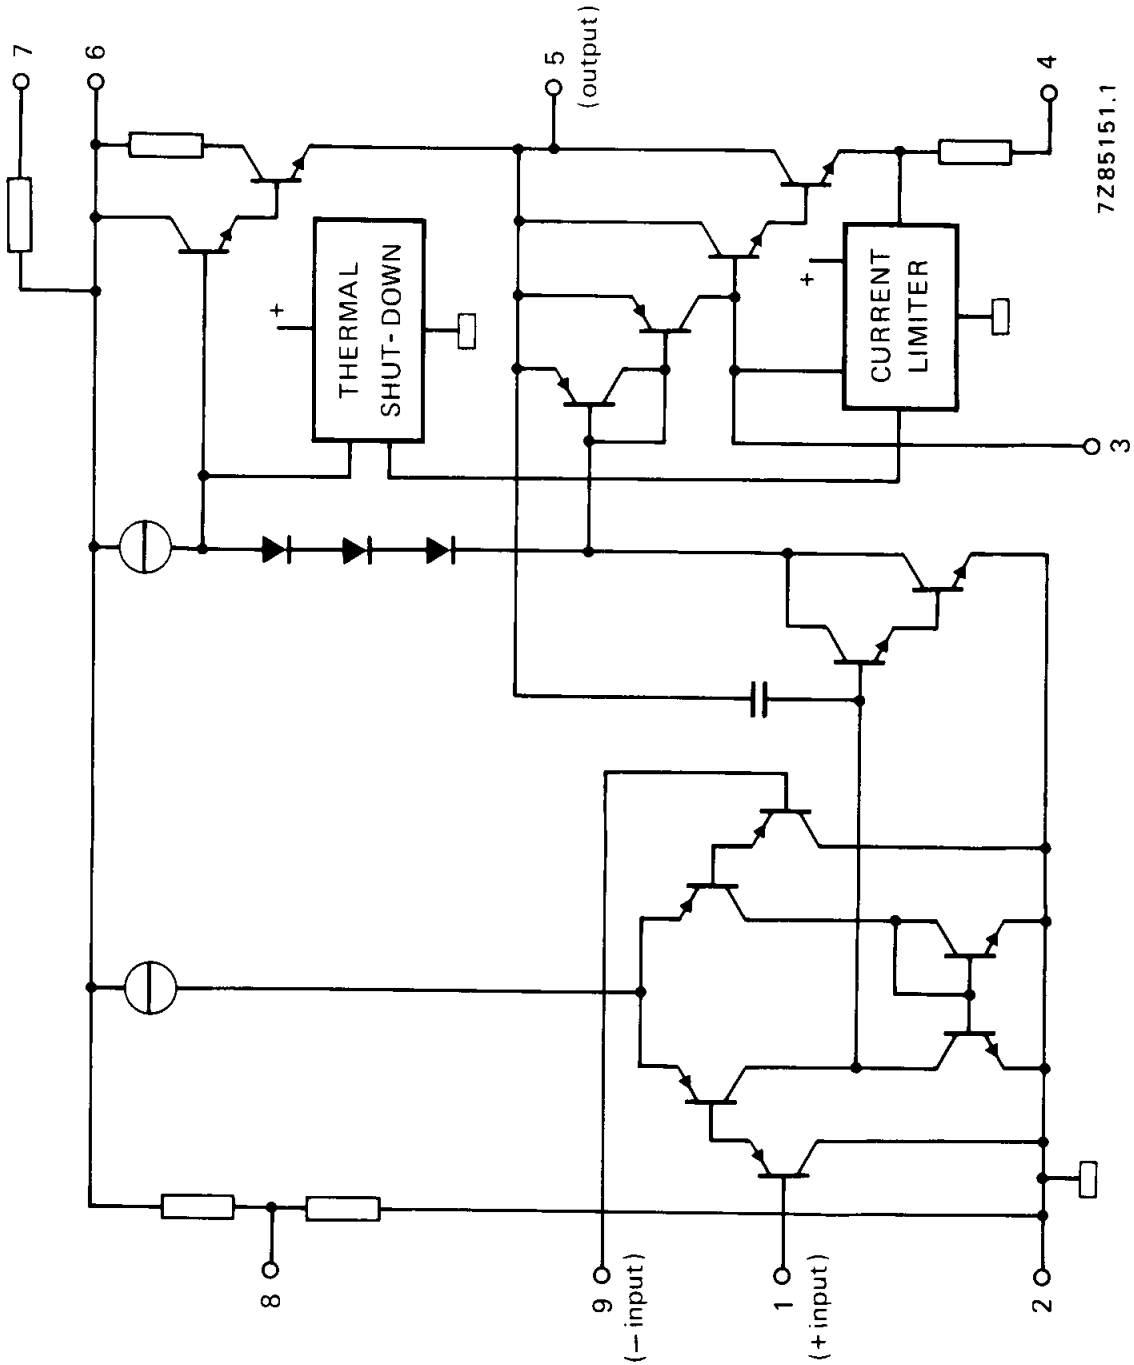 7
6
5
(output)
4
7Z85151.1
+
THERMAL
SHUT-DOWN
+
CURRENT
LIMITER
3
8
9
(−input)
1
(+input)
2